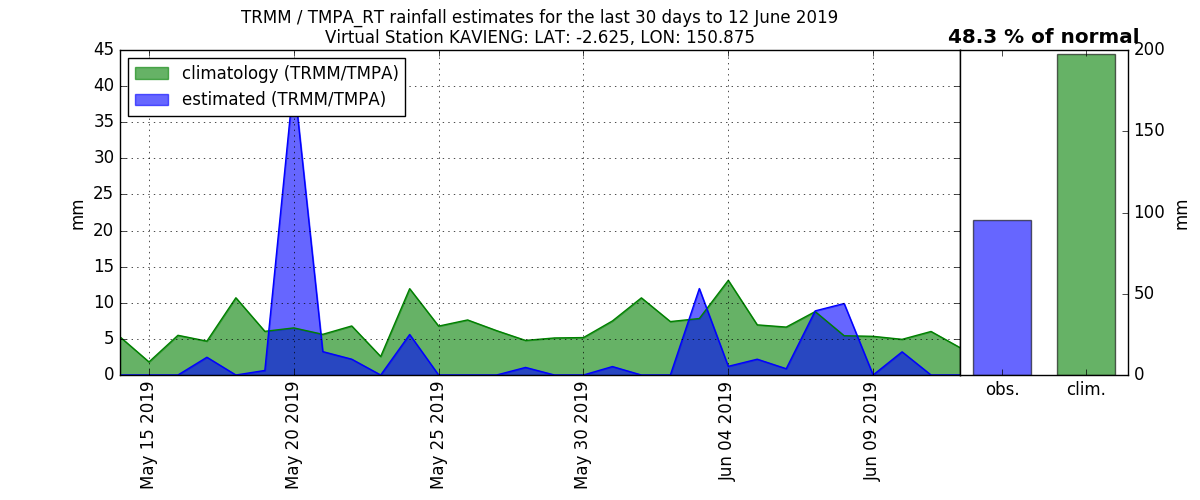 TRMM / TMPA_RT rainfall estimates for the last 30 days to 12 June 2019
Virtual Station KAVIENG: LAT: -2.625, LON: 150.875
48.3 % of normal
climatology (TRMM/TMPA)
estimated (TRMM/TMPA)
45
40
35
30
25
20
15
10
5
0
mm
May 15 2019
May 20 2019
May 25 2019
May 30 2019
Jun 04 2019
Jun 09 2019
200
150
100
50
0
mm
obs.
clim.